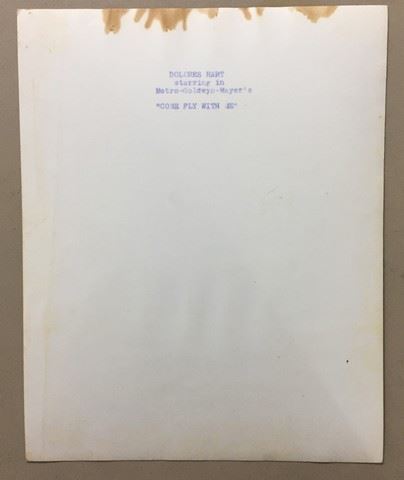 DOLORES HART
starring in
Metro-Goldwyn-Mayer's
"COME FLY WITH ME"